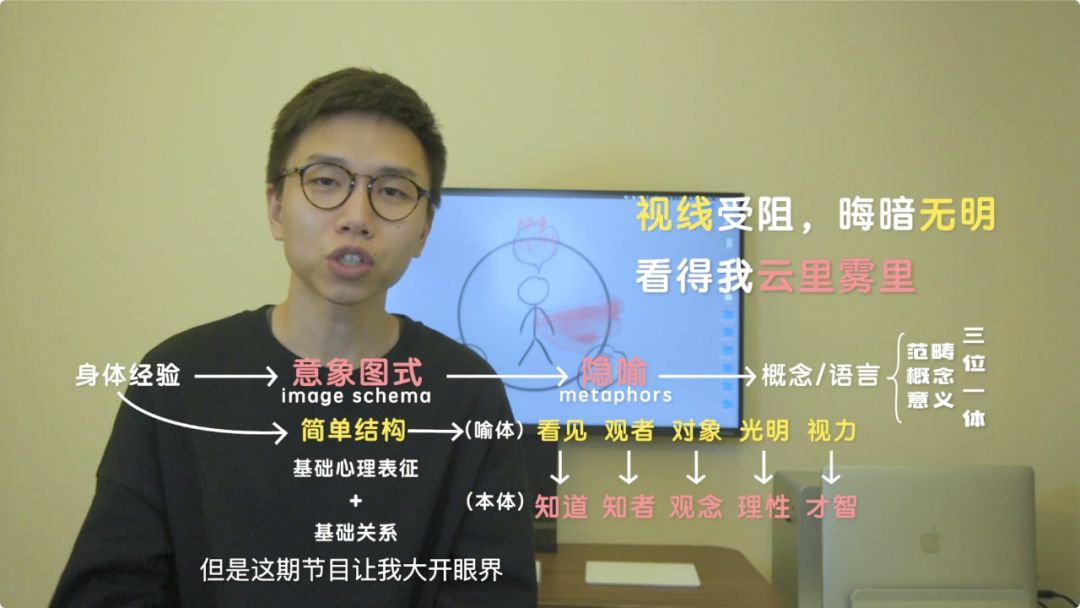 视线受阻，晦暗无明
看得我云里雾里
身体经验
意象图式
image schema
隐喻
metaphors
概念/语言
范畴
概念
意义
三位一体
简单结构
(喻体)
看见 观者 对象 光明 视力
基础心理表征
+
基础关系
(本体)
知道 知者 观念 理性 才智
但是这期节目让我大开眼界